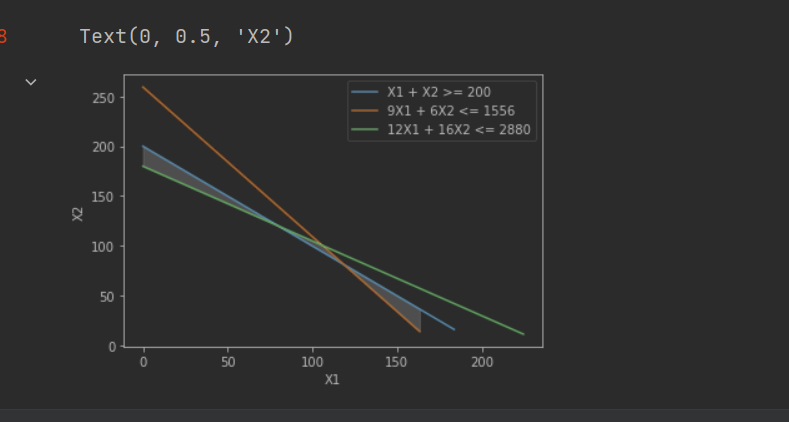 8
Text(0, 0.5, 'X2')
X1 + X2 >= 200
9X1 + 6X2 <= 1556
12X1 + 16X2 <= 2880
250
200
150
100
50
0
X2
0 50 100 150 200
X1